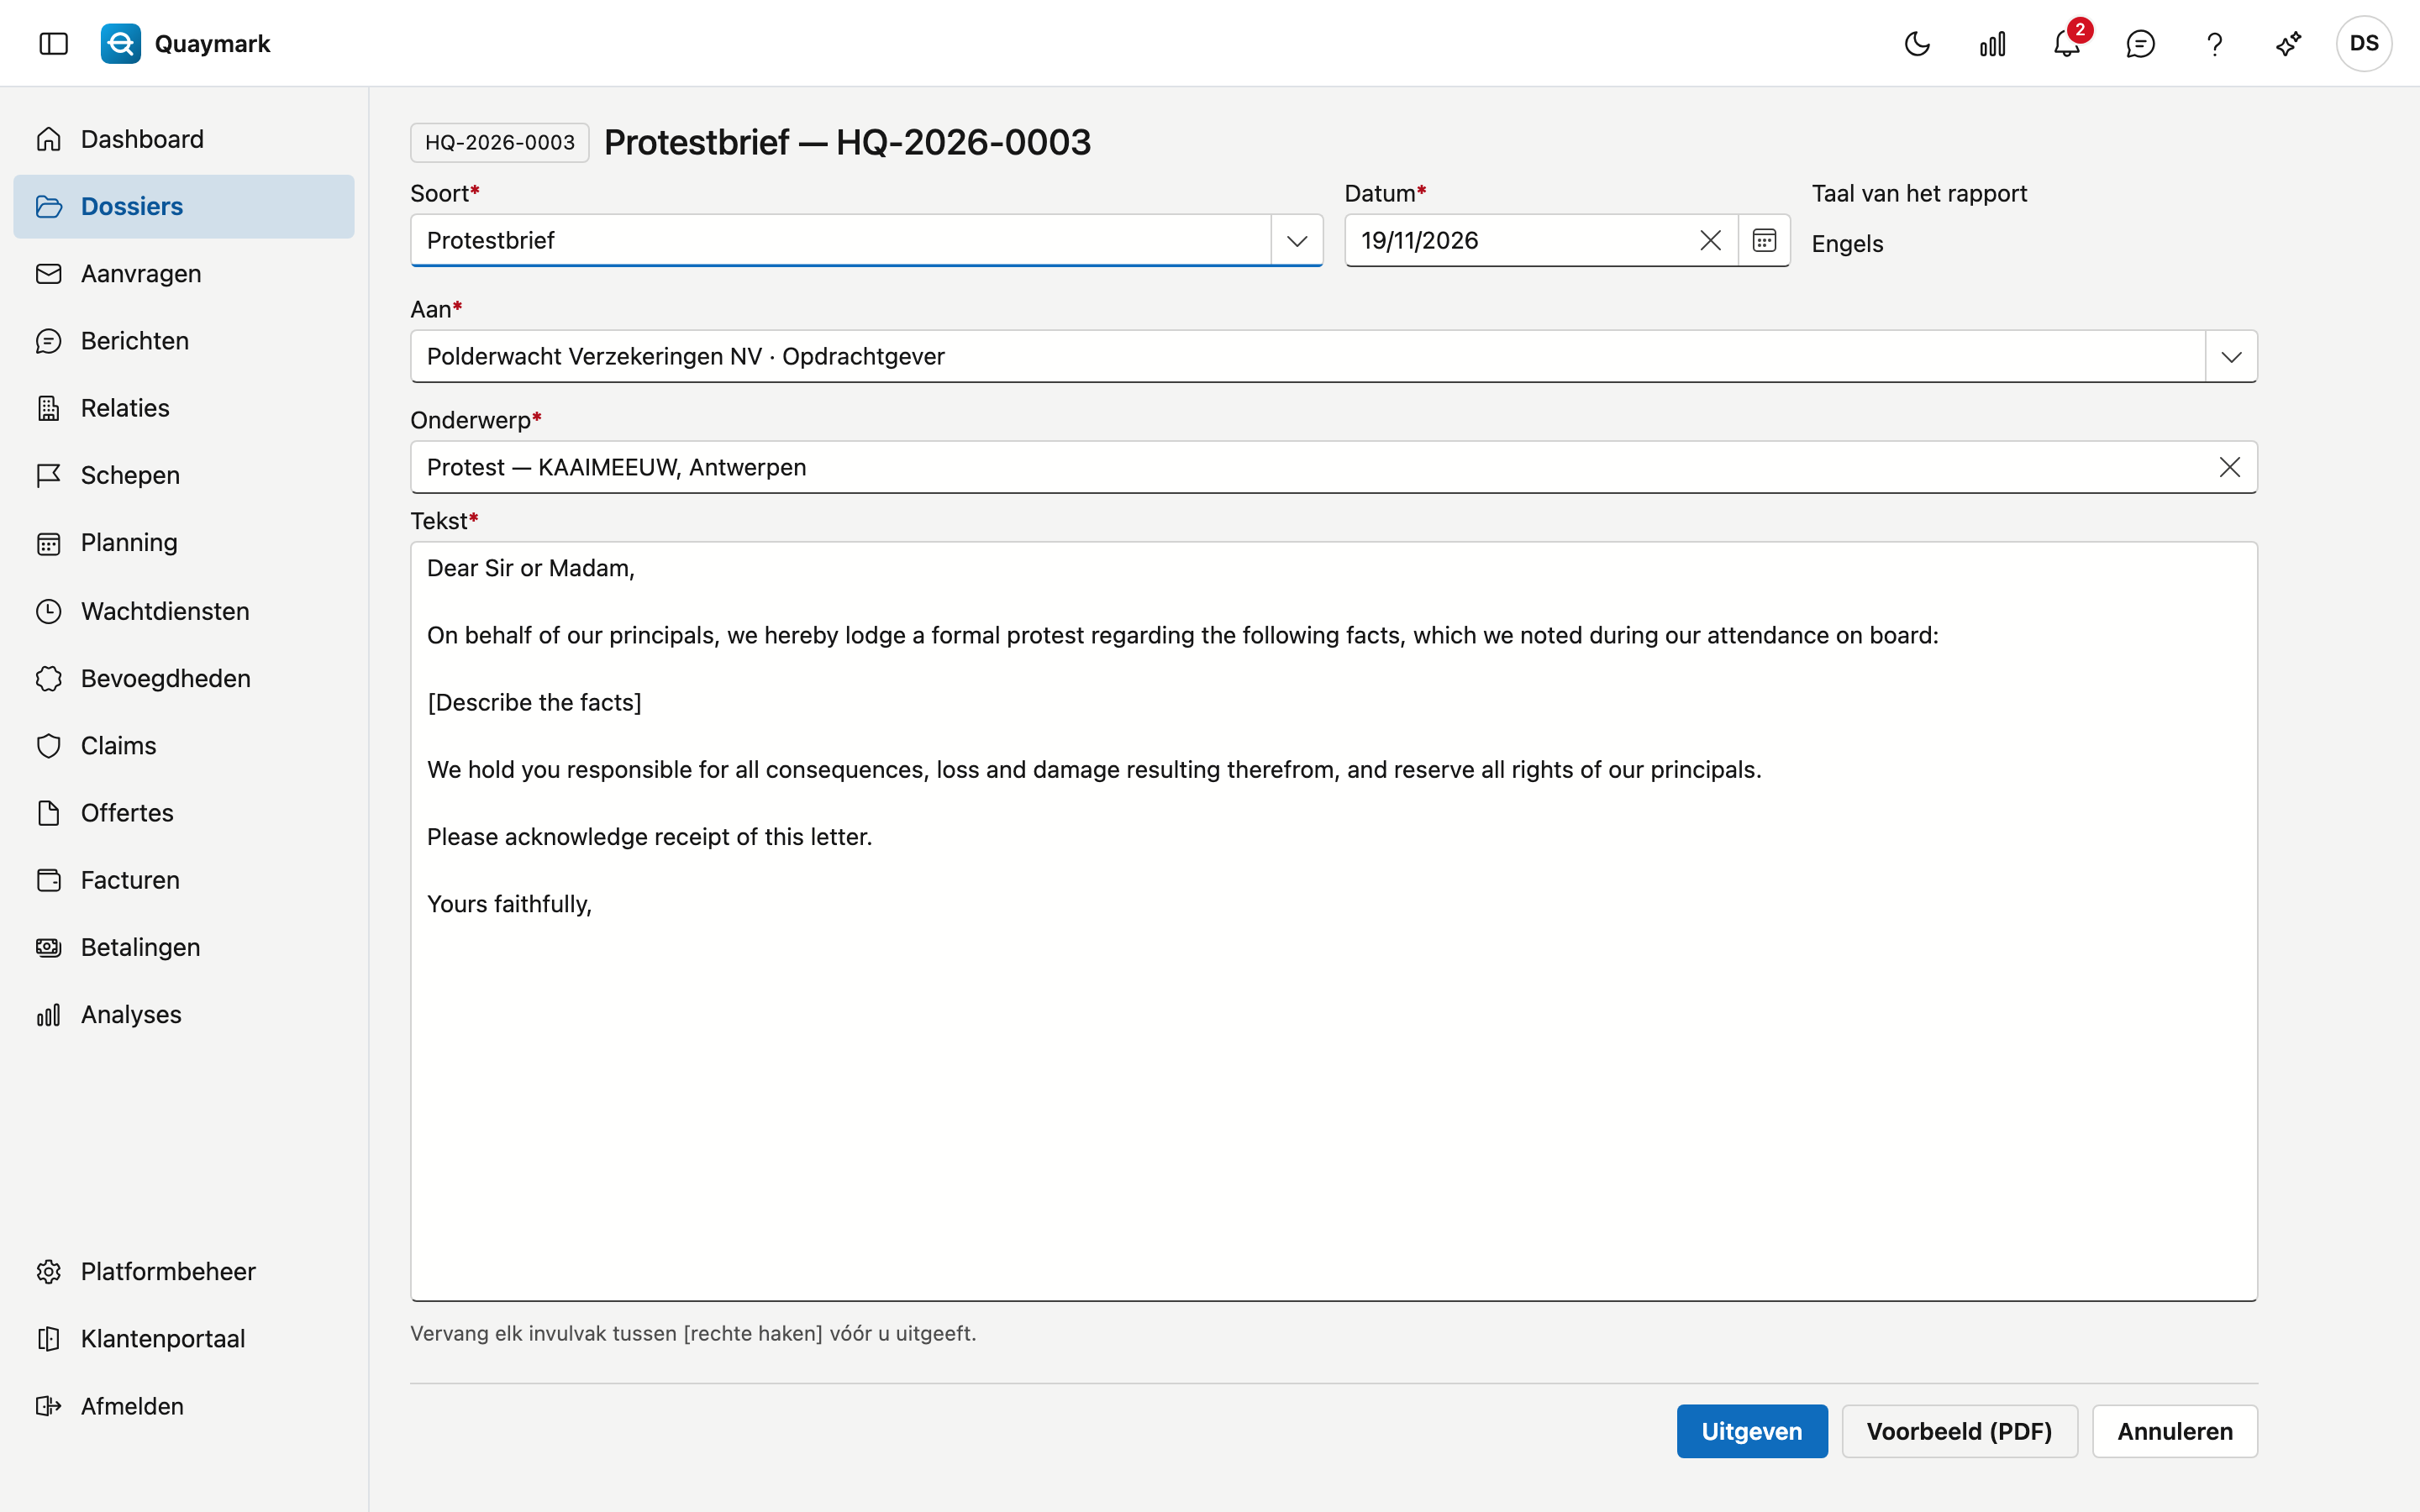 Quaymark
2
DS
Dashboard
Dossiers
Aanvragen
Berichten
Relaties
Schepen
Planning
Wachtdiensten
Bevoegdheden
Claims
Offertes
Facturen
Betalingen
Analyses
Platformbeheer
Klantenportaal
Afmelden
HQ-2026-0003 Protestbrief — HQ-2026-0003
Soort*
Protestbrief
Datum*
19/11/2026
Taal van het rapport
Engels
Aan*
Polderwacht Verzekeringen NV · Opdrachtgever
Onderwerp*
Protest — KAAIMEEUW, Antwerpen
Tekst*
Dear Sir or Madam,
On behalf of our principals, we hereby lodge a formal protest regarding the following facts, which we noted during our attendance on board:
[Describe the facts]
We hold you responsible for all consequences, loss and damage resulting therefrom, and reserve all rights of our principals.
Please acknowledge receipt of this letter.
Yours faithfully,
Vervang elk invulvak tussen [rechte haken] vóór u uitgeeft.
Uitgeven
Voorbeeld (PDF)
Annuleren